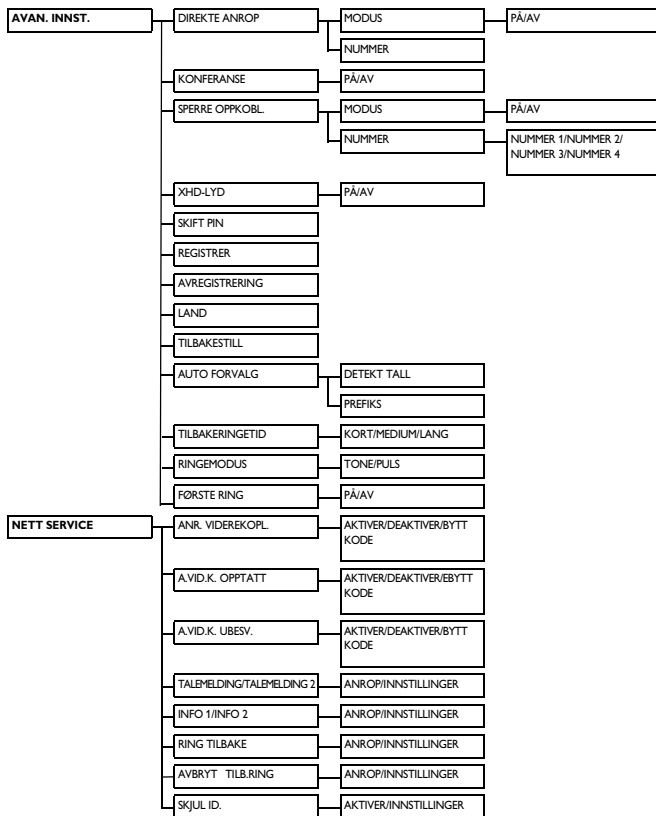 AVAN. INNST.
DIREKTE ANROP
MODUS
PÅ/AV
NUMMER
KONFERANSE
PÅ/AV
SPERRE OPPKOBL.
MODUS
PÅ/AV
NUMMER
NUMMER 1/NUMMER 2/
NUMMER 3/NUMMER 4
XHD-LYD
PÅ/AV
SKIFT PIN
REGISTRER
AVREGISTRERING
LAND
TILBAKESTILL
AUTO FORVALG
DETEKT TALL
PREFIKS
TILBAKERINGETID
KORT/MEDIUM/LANG
RINGEMODUS
TONE/PULS
FØRSTE RING
PÅ/AV
NETT SERVICE
ANR. VIDEREKOPL.
AKTIVER/DEAKTIVER/BYTT
KODE
A.VID.K. OPPTATT
AKTIVER/DEAKTIVER/EBYTT
KODE
A.VID.K. UBESV.
AKTIVER/DEAKTIVER/BYTT
KODE
TALEMELDING/TALEMELDING 2
ANROP/INNSTILLINGER
INFO 1/INFO 2
ANROP/INNSTILLINGER
RING TILBAKE
ANROP/INNSTILLINGER
AVBRYT TILB.RING
ANROP/INNSTILLINGER
SKJUL ID.
AKTIVER/INNSTILLINGER